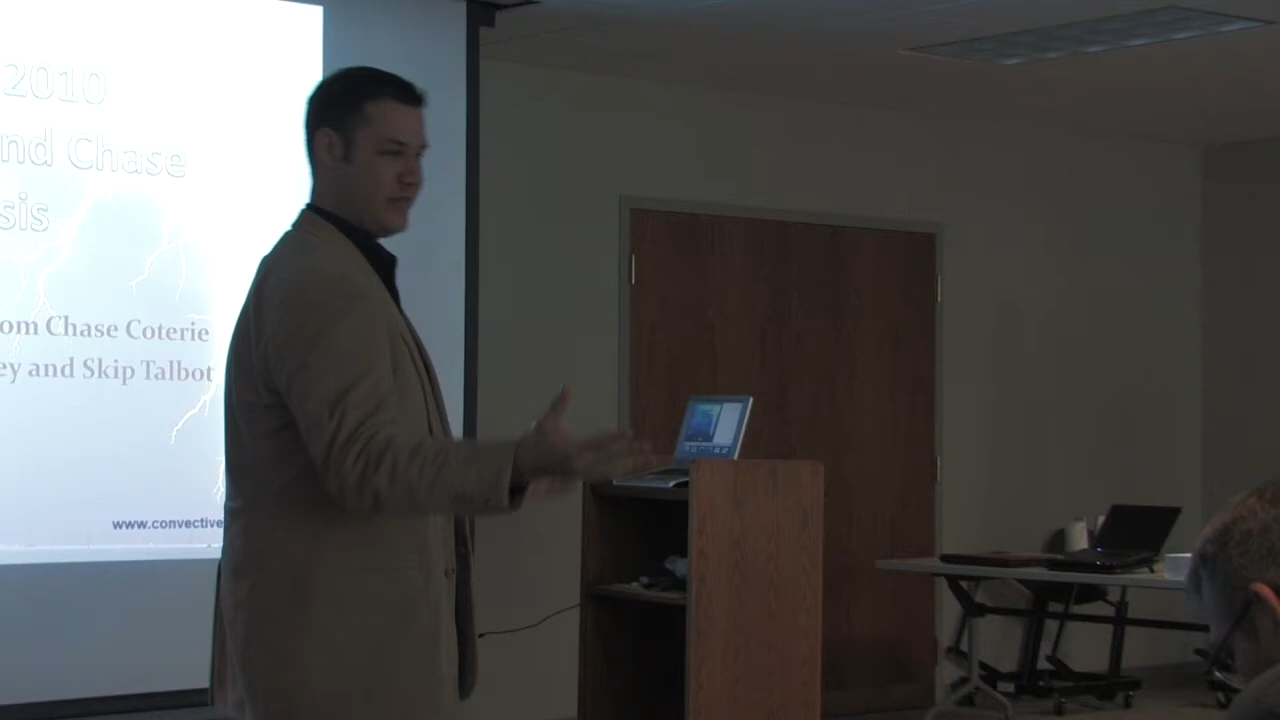 2010
nd Chase
sis
om Chase Coterie
ey and Skip Talbot
www.convective